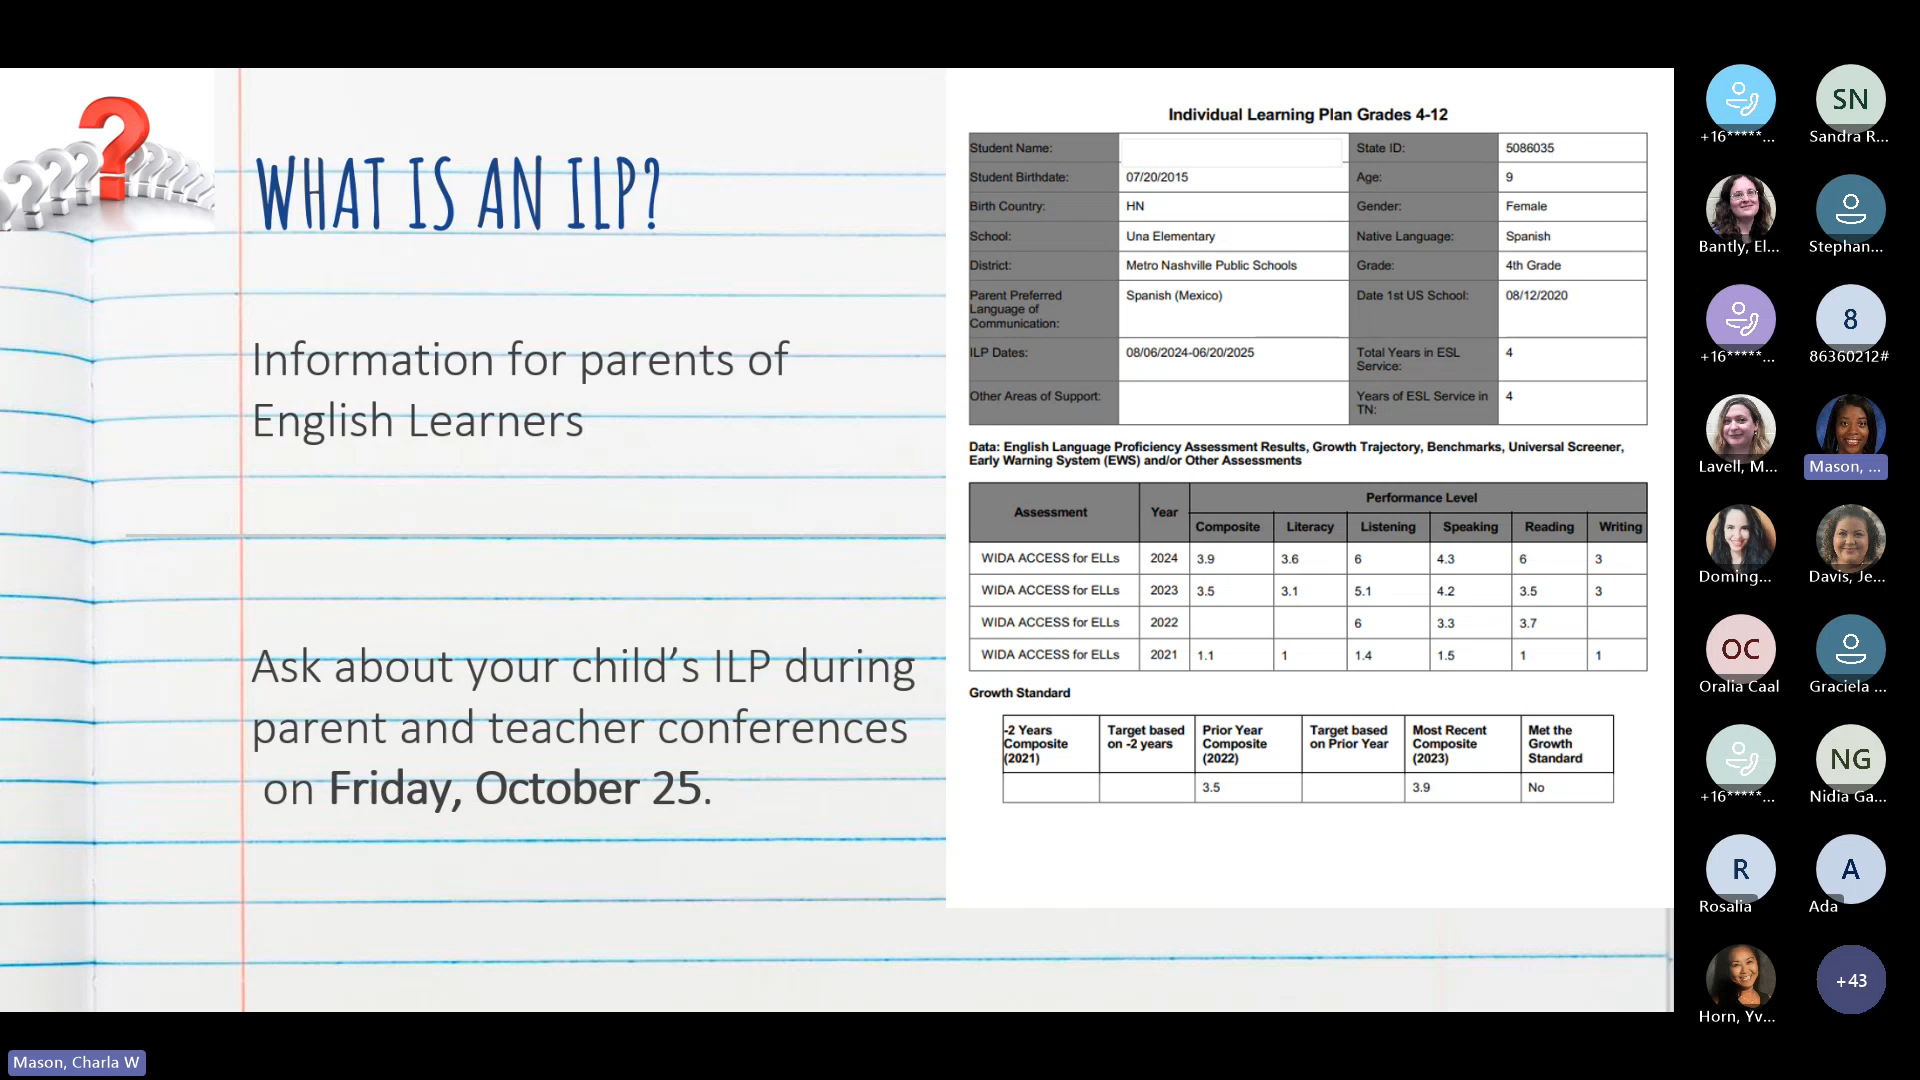 WHAT IS AN ILP?
Information for parents of
English Learners
Ask about your child's ILP during
parent and teacher conferences
on Friday, October 25.
Individual Learning Plan Grades 4-12
Student Name: State ID: 5086035
Student Birthdate: 07/20/2015 Age: 9
Birth Country: HN Gender: Female
School: Una Elementary Native Language: Spanish
District: Metro Nashville Public Schools Grade: 4th Grade
Parent Preferred Spanish (Mexico) Date 1st US School: 08/12/2020
Language of
Communication:
ILP Dates: 08/06/2024-06/20/2025 Total Years in ESL 4
Service:
Other Areas of Support: Years of ESL Service in 4
TN:
Data: English Language Proficiency Assessment Results, Growth Trajectory, Benchmarks, Universal Screener,
Early Warning System (EWS) and/or Other Assessments
Assessment Year Performance Level
Composite Literacy Listening Speaking Reading Writing
WIDA ACCESS for ELLs 2024 3.9 3.6 6 4.3 6 3
WIDA ACCESS for ELLs 2023 3.5 3.1 5.1 4.2 3.5 3
WIDA ACCESS for ELLs 2022 6 3.3 3.7
WIDA ACCESS for ELLs 2021 1.1 1 1.4 1.5 1 1
Growth Standard
-2 Years Target based Prior Year Target based Most Recent Met the
Composite on -2 years Composite on Prior Year Composite Growth
(2021) (2022) (2023) Standard
3.5 3.9 No
SN
+16*****... Sandra R...
Bantly, El... Stephan...
8
+16*****... 86360212#
Lavell, M... Mason, ...
Doming... Davis, Je...
OC
Oralia Caal Graciela ...
NG
+16*****... Nidia Ga...
R A
Rosalia Ada
+43
Horn, Yv...
Mason, Charla W